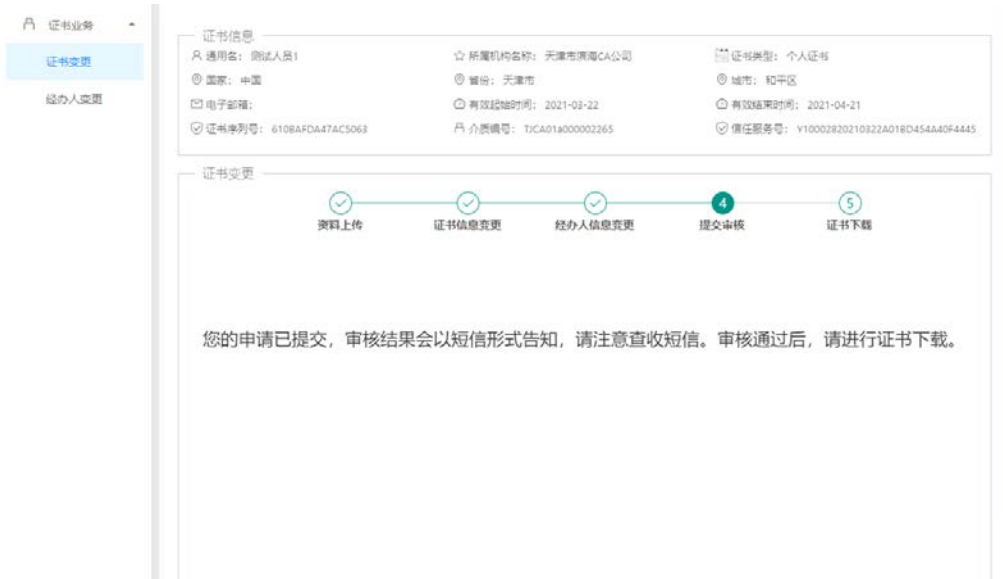 证书业务
证书变更
经办人变更
证书信息
通用名： 测试人员1 所属机构名称： 天津市滨海CA公司 证书类型： 个人证书
国家： 中国 省份： 天津市 城市： 和平区
电子邮箱： 有效起始时间： 2021-03-22 有效结束时间： 2021-04-21
证书序列号： 610BAFDA47AC5063 介质编号： TJCA01a000002265 信任服务号： Y10002820210322A01BD454A40F4445
证书变更
4 5
资料上传 证书信息变更 经办人信息变更 提交审核 证书下载
您的申请已提交，审核结果会以短信形式告知，请注意查收短信。审核通过后，请进行证书下载。